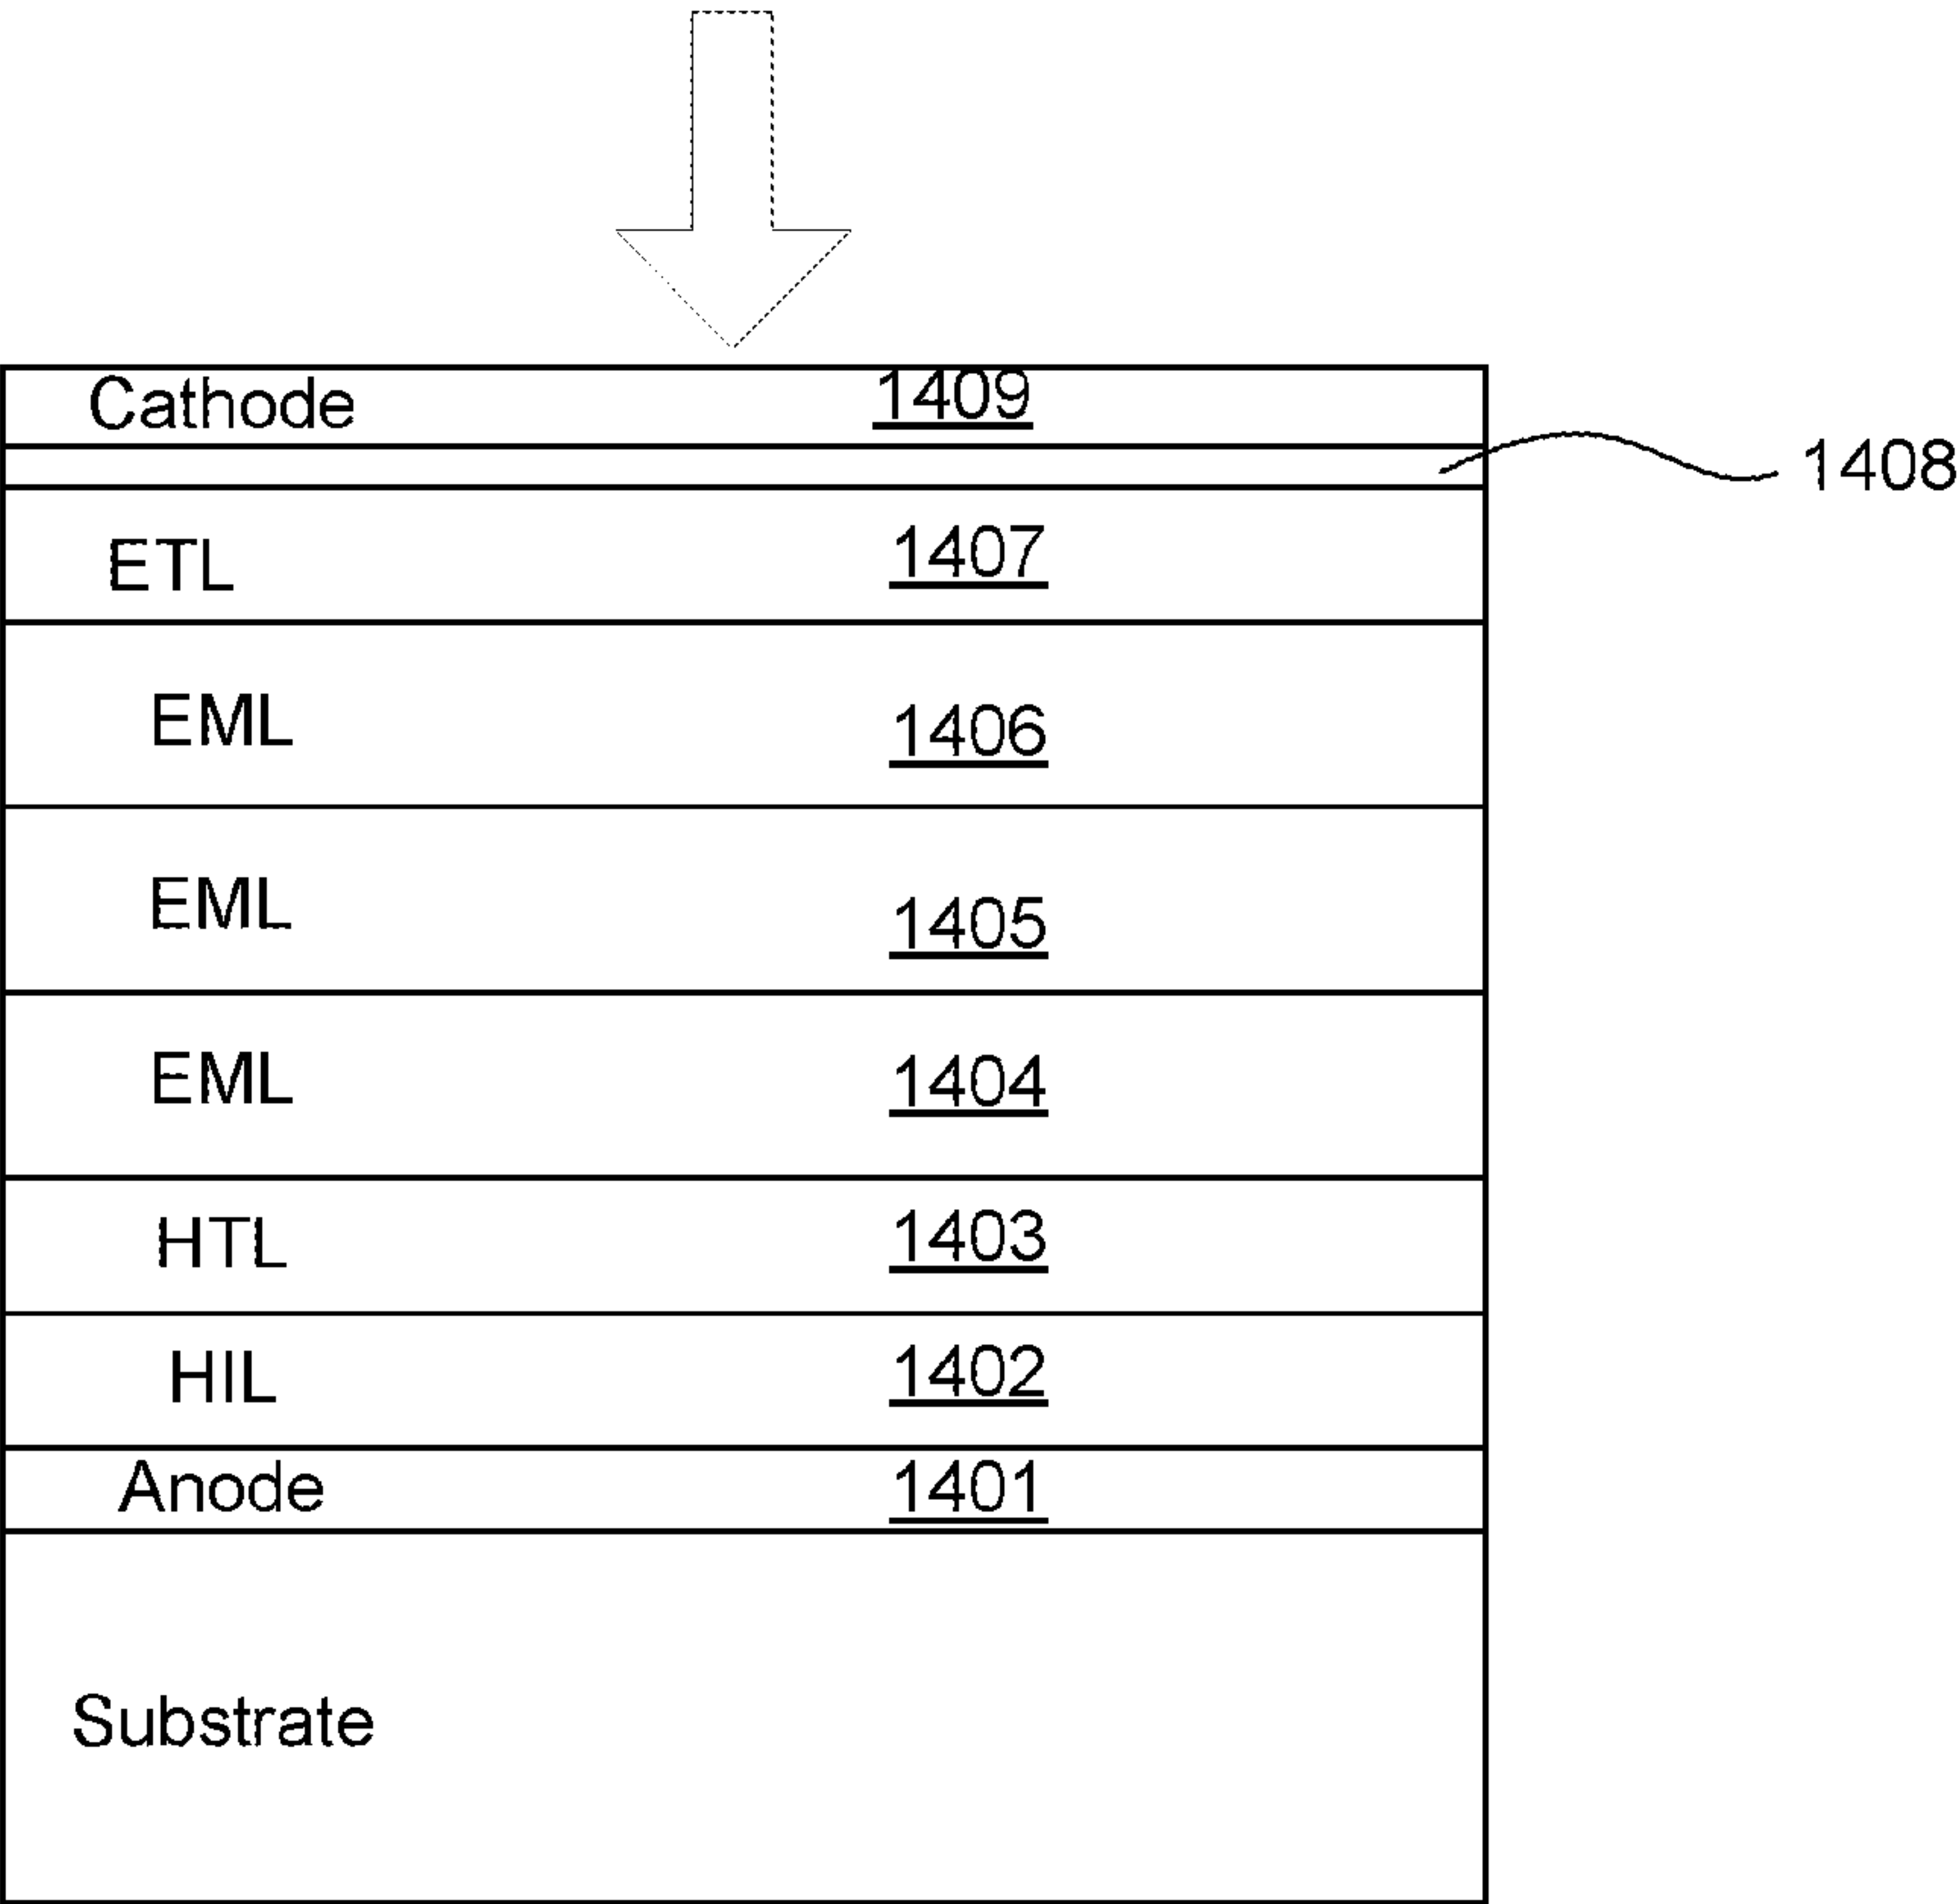 Cathode 1409
1408
ETL 1407
EML 1406
EML 1405
EML 1404
HTL 1403
HIL 1402
Anode 1401
Substrate